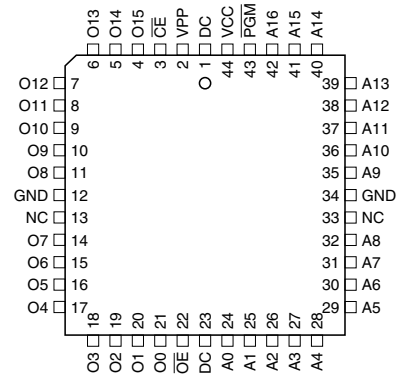 O13 O14 O15 C̅E̅ VPP DC VCC P̅G̅M̅ A16 A15 A14
6 5 4 3 2 1 44 43 42 41 40
O12 7 39 A13
O11 8 38 A12
O10 9 37 A11
O9 10 36 A10
O8 11 35 A9
GND 12 34 GND
NC 13 33 NC
O7 14 32 A8
O6 15 31 A7
O5 16 30 A6
O4 17 29 A5
18 19 20 21 22 23 24 25 26 27 28
O3 O2 O1 O0 O̅E̅ DC A0 A1 A2 A3 A4